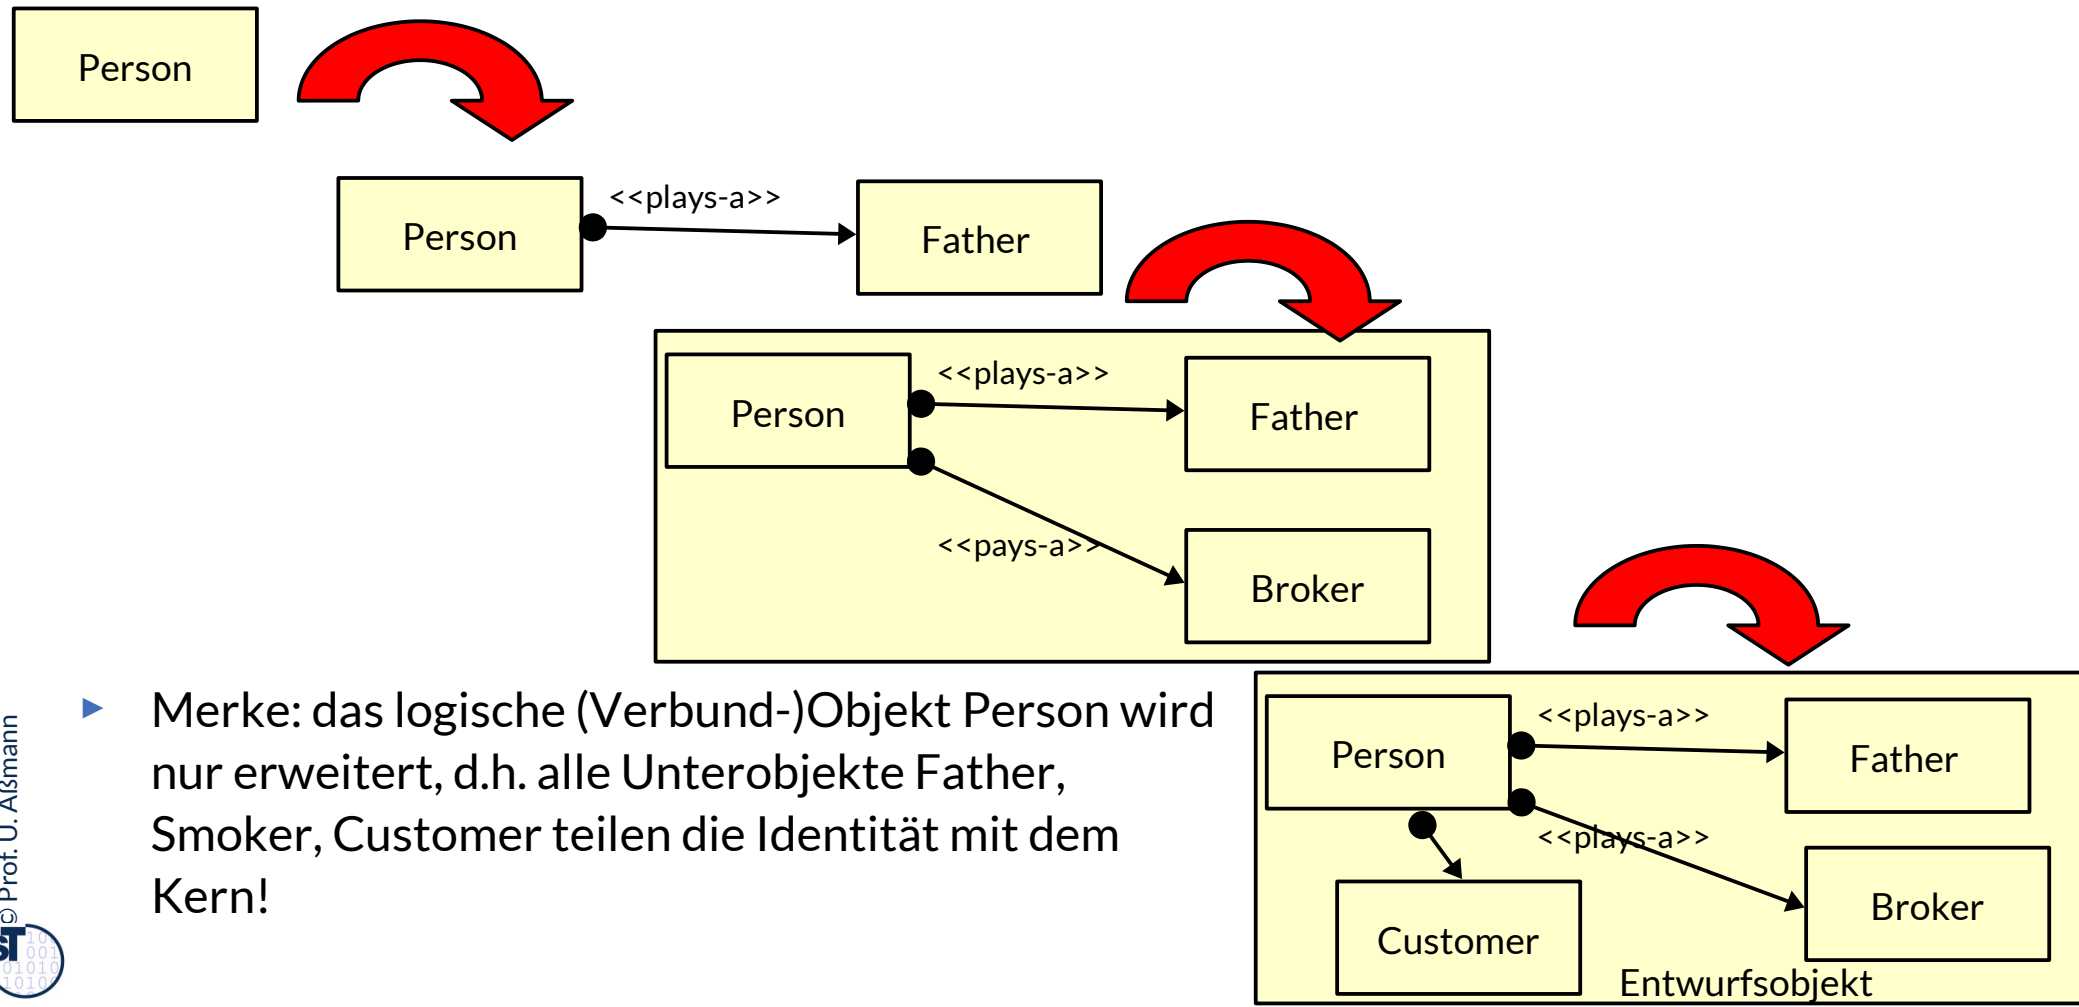 Person
<<plays-a>>
Person
Father
<<plays-a>>
Person
Father
<<pays-a>>
Broker
Merke: das logische (Verbund-)Objekt Person wird
nur erweitert, d.h. alle Unterobjekte Father,
Smoker, Customer teilen die Identität mit dem
Kern!
<<plays-a>>
Person
Father
<<plays-a>>
Broker
Customer
Entwurfsobjekt
© Prof. U. Aßmann
ST